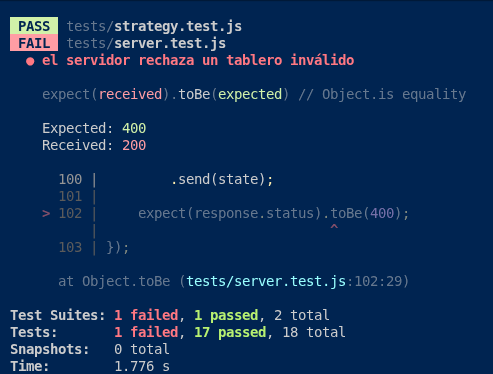 PASS tests/strategy.test.js
FAIL tests/server.test.js
● el servidor rechaza un tablero inválido
expect(received).toBe(expected) // Object.is equality
Expected: 400
Received: 200
100 | .send(state);
101 |
> 102 | expect(response.status).toBe(400);
| ^
103 | });
at Object.toBe (tests/server.test.js:102:29)
Test Suites: 1 failed, 1 passed, 2 total
Tests: 1 failed, 17 passed, 18 total
Snapshots: 0 total
Time: 1.776 s